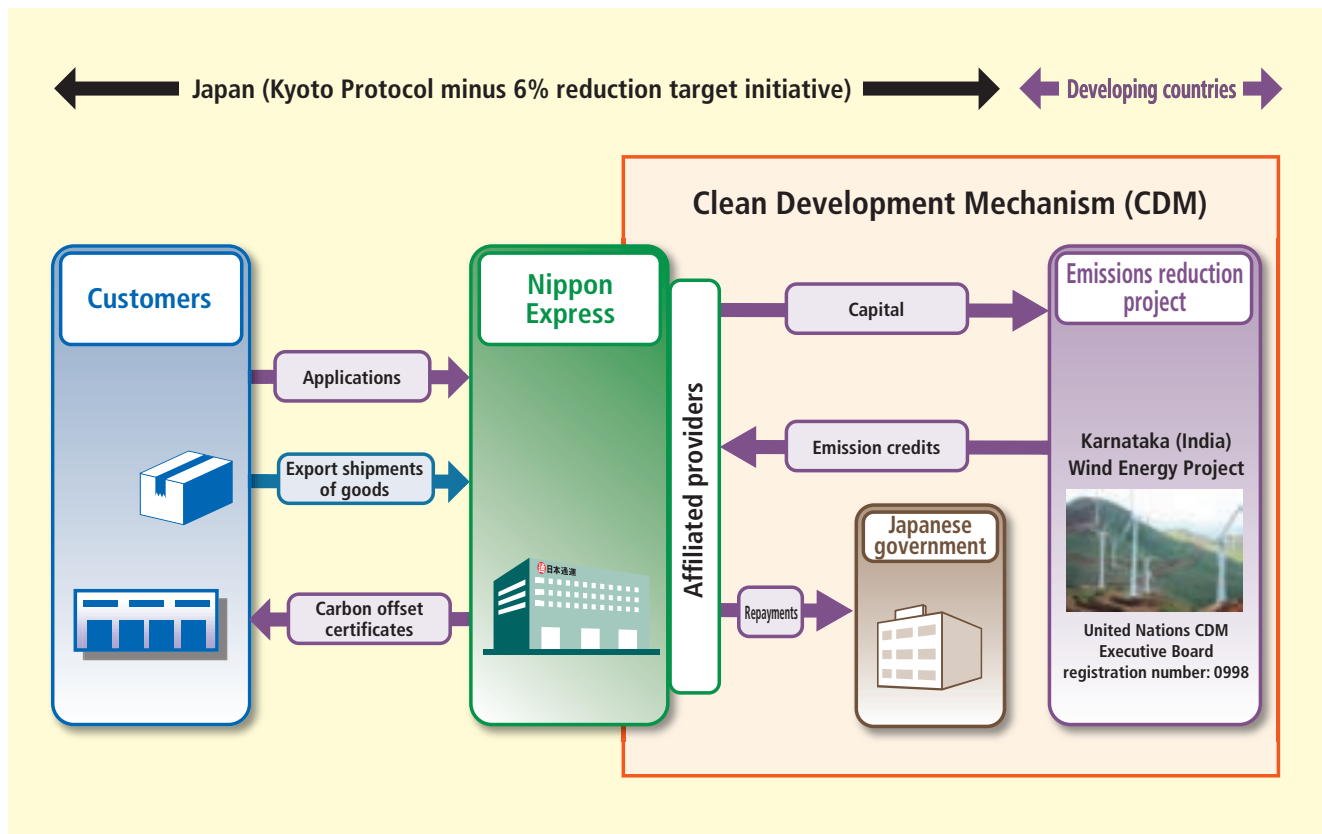 Japan (Kyoto Protocol minus 6% reduction target initiative)
Developing countries
Clean Development Mechanism (CDM)
Customers
Nippon
Express
Emissions reduction
project
Capital
Applications
Affiliated providers
Emission credits
Karnataka (India)
Wind Energy Project
Export shipments
of goods
Japanese
government
日本通運
Carbon offset
certificates
Repayments
United Nations CDM
Executive Board
registration number: 0998